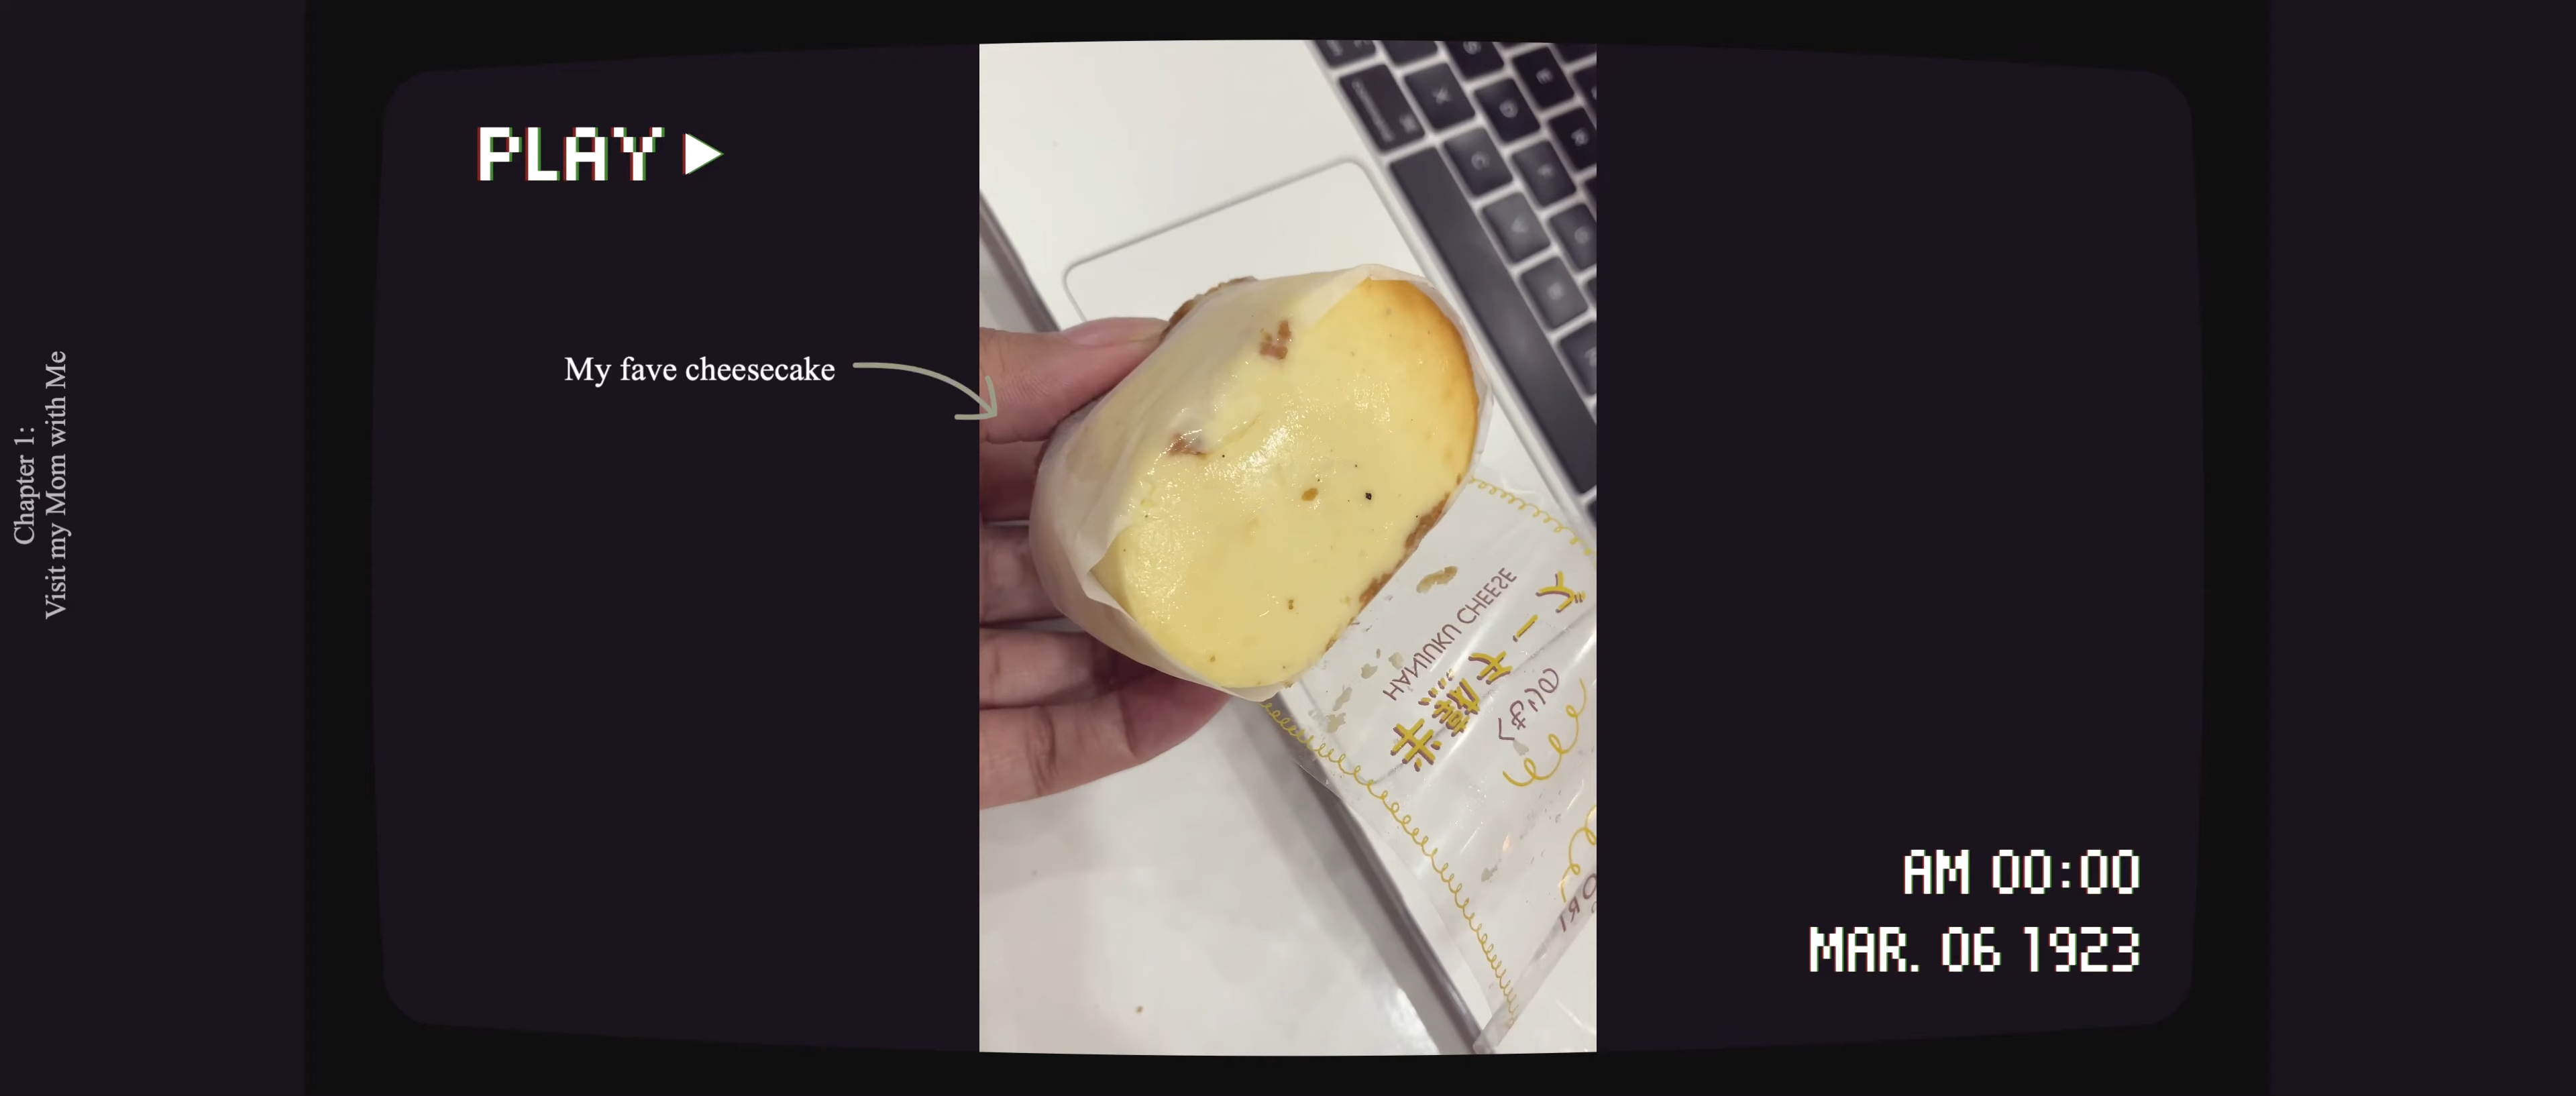 PLAY
Chapter 1:
Visit my Mom with Me
My fave cheesecake
HANJUKU CHEESE
半熟チーズ
AM 00:00
MAR. 06 1923